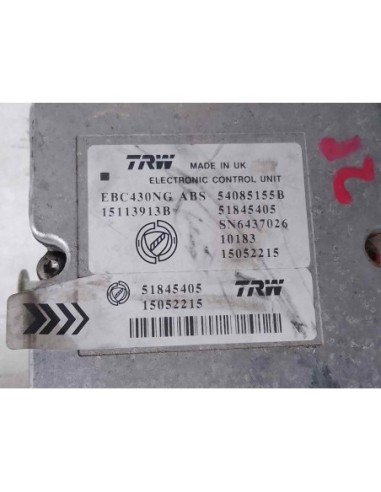 TRW MADE IN UK
ELECTRONIC CONTROL UNIT
EBC430NG ABS 54085155B
15113913B 51845405
SN6437026
10183
15052215
51845405 TRW
15052215